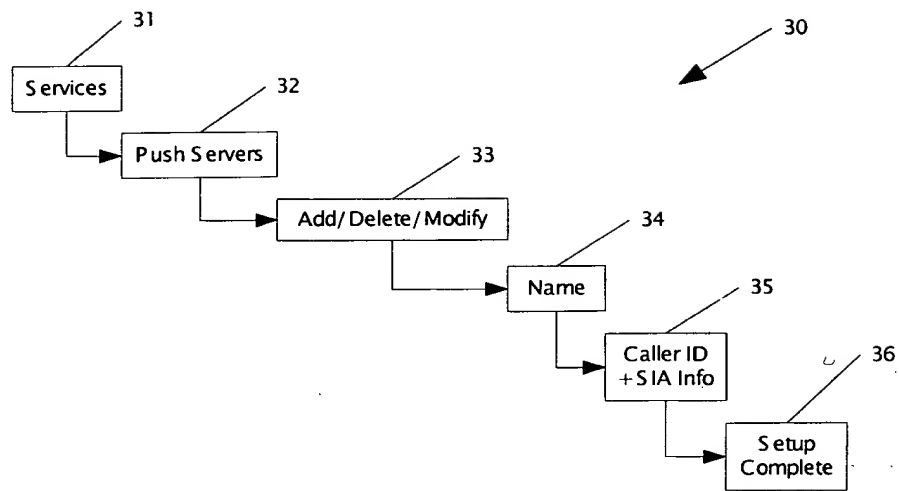 31
30
Services
32
Push Servers
33
Add/Delete/Modify
34
Name
35
Caller ID
+SIA Info
36
Setup
Complete